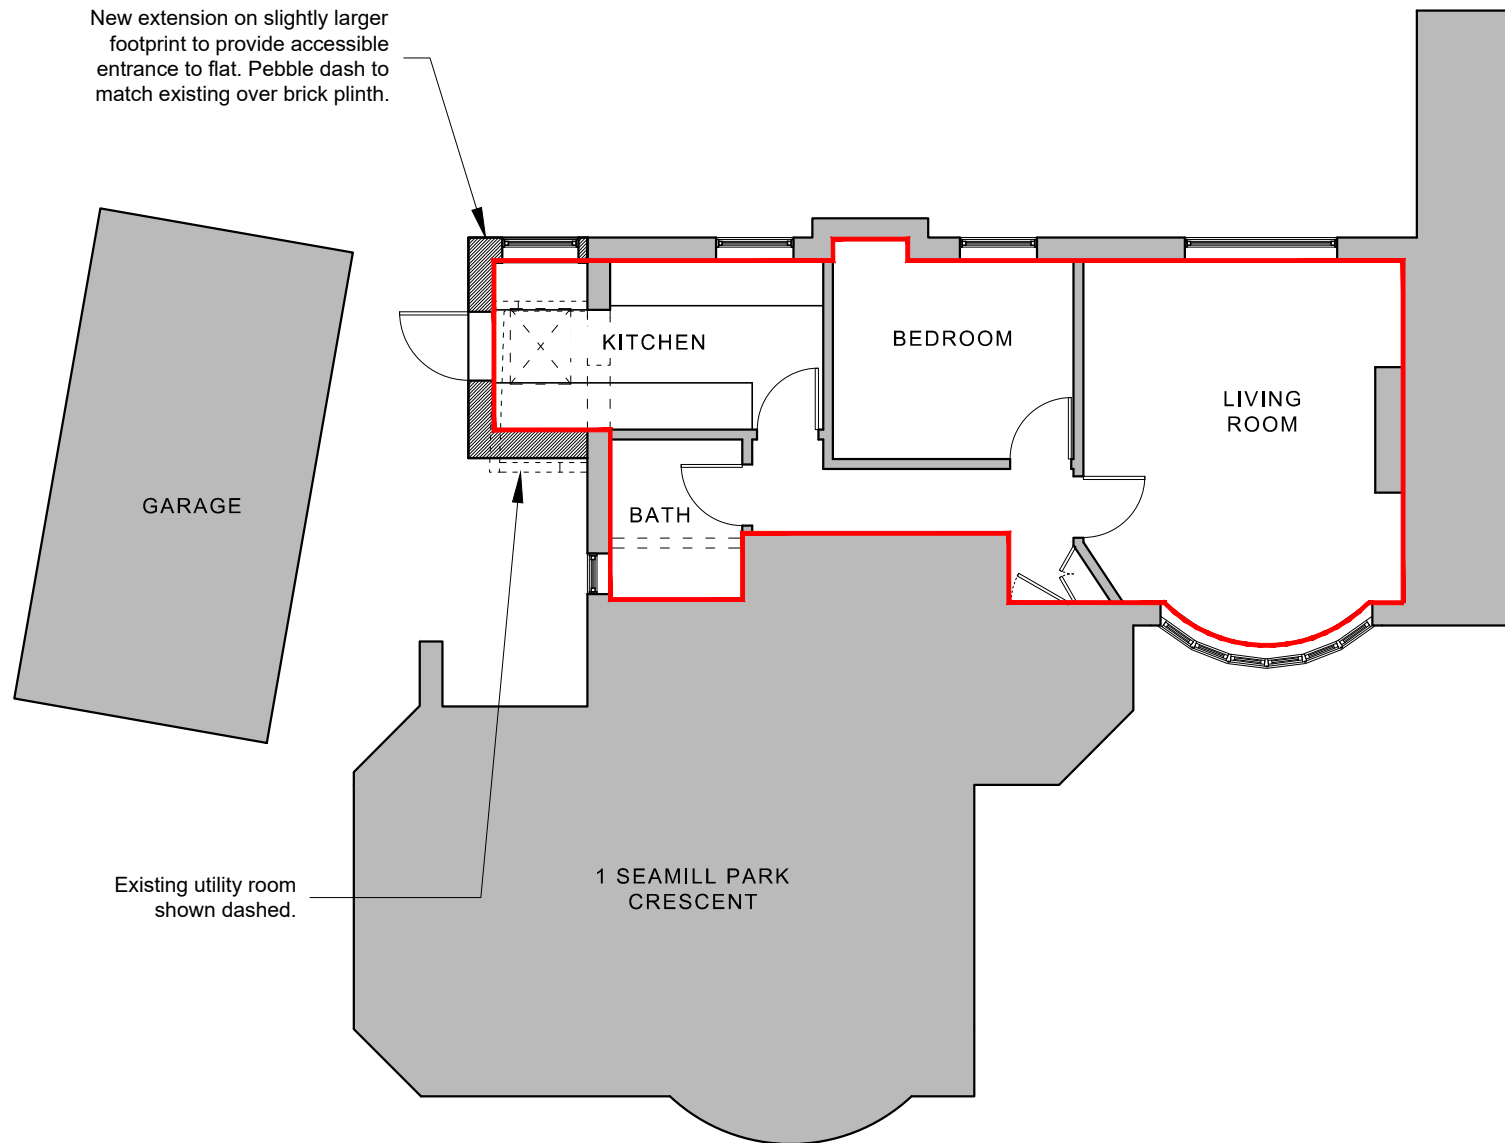 New extension on slightly larger
footprint to provide accessible
entrance to flat. Pebble dash to
match existing over brick plinth.
KITCHEN
BEDROOM
LIVING
ROOM
GARAGE
BATH
Existing utility room
shown dashed.
1 SEAMILL PARK
CRESCENT